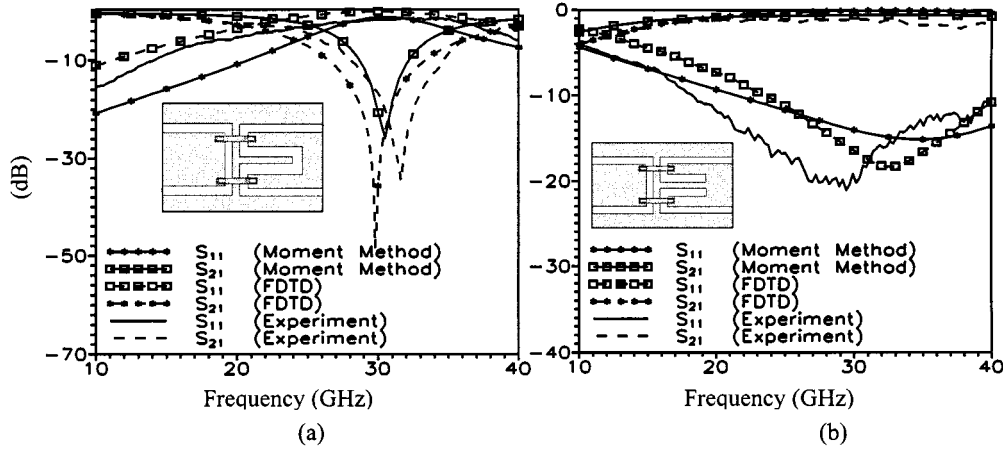 -10
-30
(dB)
-50
-70
S11 (Moment Method)
S21 (Moment Method)
S11 (FDTD)
S21 (FDTD)
S11 (Experiment)
S21 (Experiment)
10 20 30 40
Frequency (GHz)
(a)
0
-10
-20
-30
-40
S11 (Moment Method)
S21 (Moment Method)
S11 (FDTD)
S21 (FDTD)
S11 (Experiment)
S21 (Experiment)
10 20 30 40
Frequency (GHz)
(b)